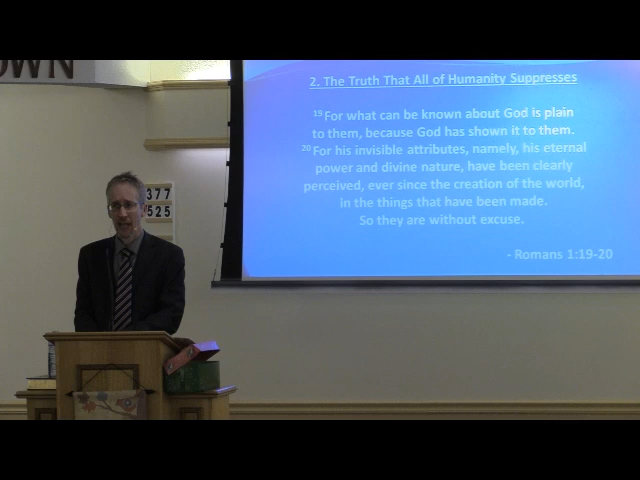 OWN
2. The Truth That All of Humanity Suppresses
19 For what can be known about God is plain
to them, because God has shown it to them.
20 For his invisible attributes, namely, his eternal
power and divine nature, have been clearly
perceived, ever since the creation of the world,
in the things that have been made.
So they are without excuse.
- Romans 1:19-20
377
525